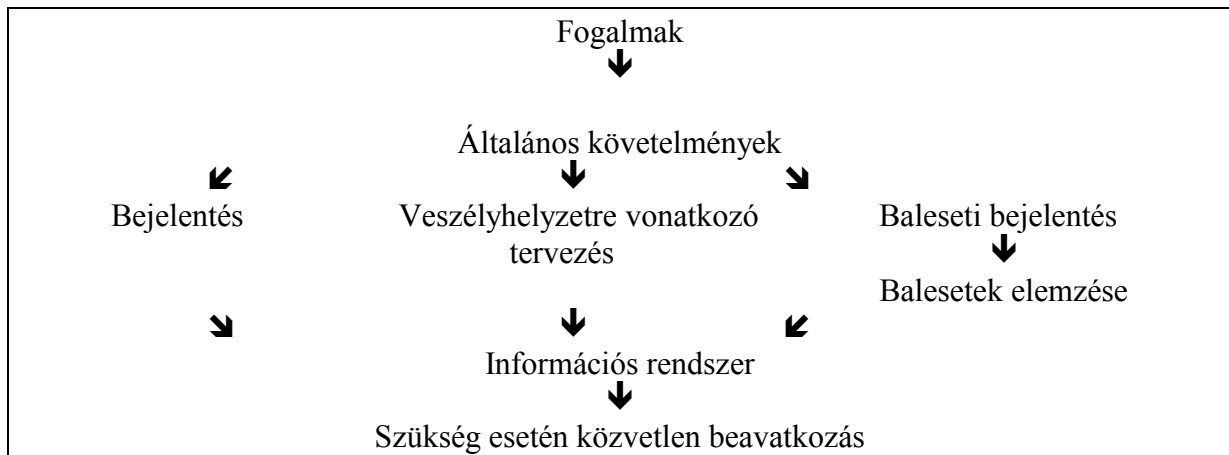 Fogalmak
Általános követelmények
Bejelentés
Veszélyhelyzetre vonatkozó
tervezés
Baleseti bejelentés
Balesetek elemzése
Információs rendszer
Szükség esetén közvetlen beavatkozás